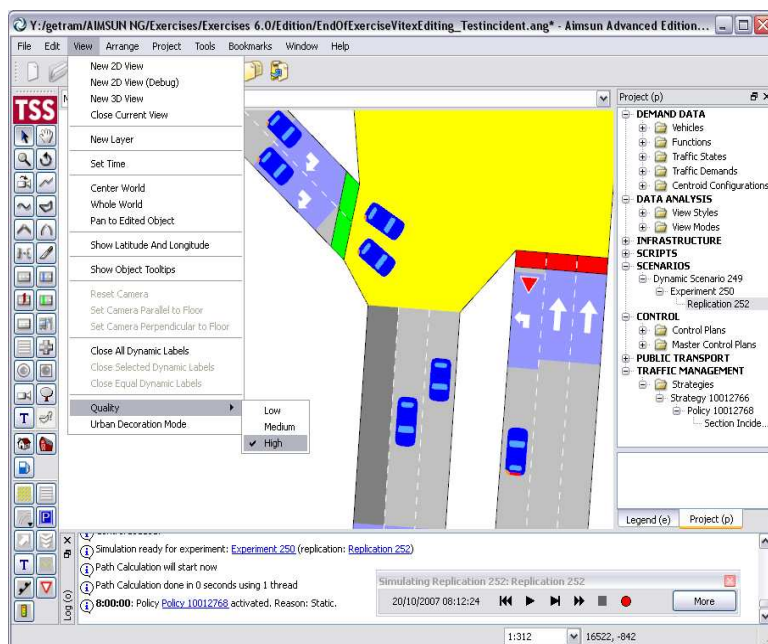 Y:/getram/AIMSUN NG/Exercises/Exercises 6.0/Edition/EndOfExerciseVitexEditing_Testincident.ang* - Aimsun Advanced Edition...
File Edit View Arrange Project Tools Bookmarks Window Help
New 2D View
New 2D View (Debug)
New 3D View
Close Current View
New Layer
Set Time
Center World
Whole World
Pan to Edited Object
Show Latitude And Longitude
Show Object Tooltips
Reset Camera
Set Camera Parallel to Floor
Set Camera Perpendicular to Floor
Close All Dynamic Labels
Close Selected Dynamic Labels
Close Equal Dynamic Labels
Quality
Urban Decoration Mode
Low
Medium
High
TSS
Project (p)
DEMAND DATA
Vehicles
Functions
Traffic States
Traffic Demands
Centroid Configurations
DATA ANALYSIS
View Styles
View Modes
INFRASTRUCTURE
SCRIPTS
SCENARIOS
Dynamic Scenario 249
Experiment 250
Replication 252
CONTROL
Control Plans
Master Control Plans
PUBLIC TRANSPORT
TRAFFIC MANAGEMENT
Strategies
Strategy 10012766
Policy 10012768
Section Incide...
Legend (e) Project (p)
Log (o)
Simulation ready for experiment: Experiment 250 (replication: Replication 252)
Path Calculation will start now
Path Calculation done in 0 seconds using 1 thread
8:00:00: Policy Policy 10012768 activated. Reason: Static.
Simulating Replication 252: Replication 252
20/10/2007 08:12:24 More
1:312 16522, -842